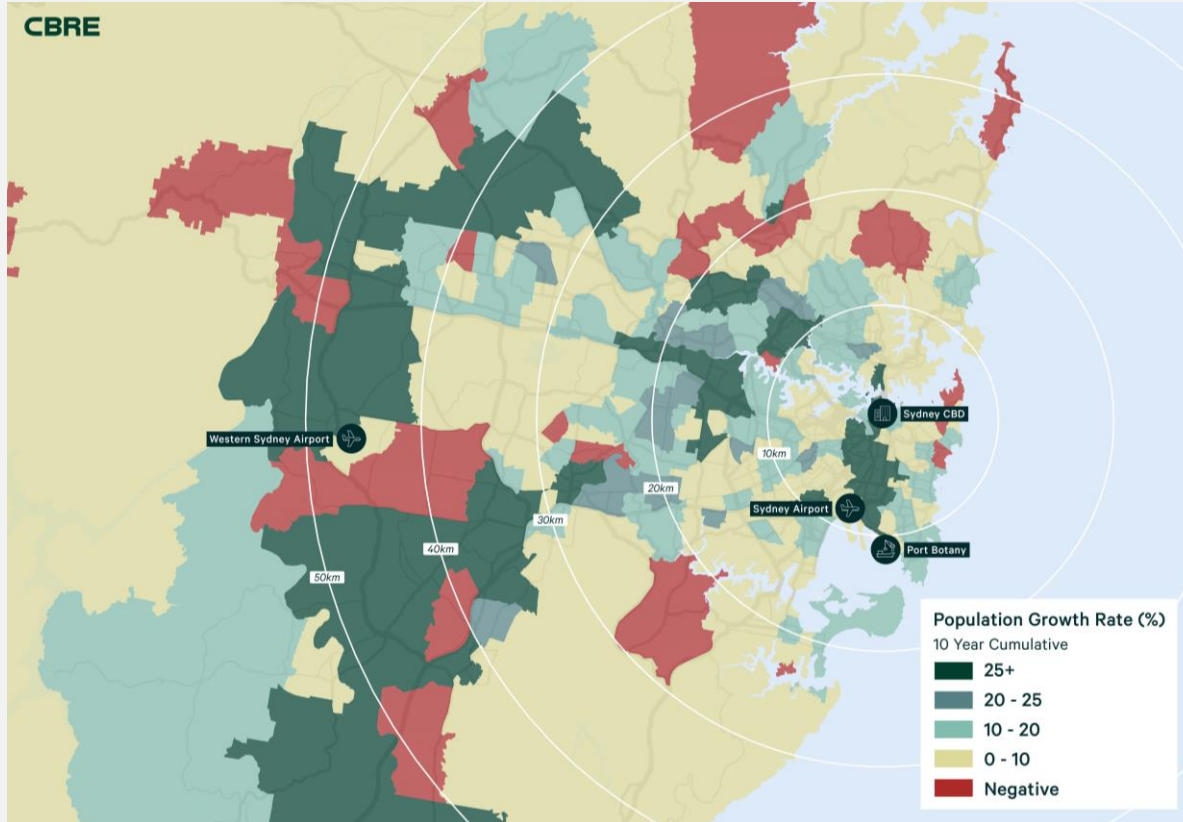 CBRE
Western Sydney Airport
Sydney CBD
10km
20km
Sydney Airport
30km
40km
Port Botany
50km
Population Growth Rate (%)
10 Year Cumulative
25+
20 - 25
10 - 20
0 - 10
Negative